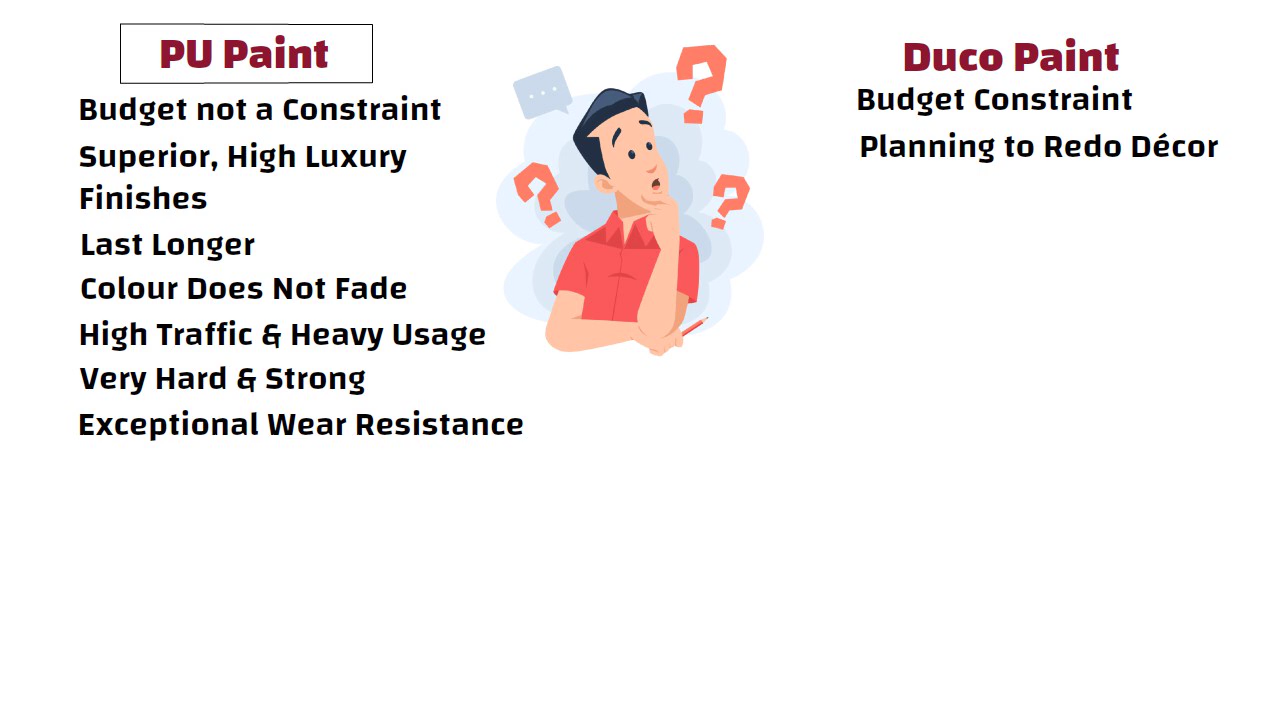 PU Paint
Budget not a Constraint
Superior, High Luxury
Finishes
Last Longer
Colour Does Not Fade
High Traffic & Heavy Usage
Very Hard & Strong
Exceptional Wear Resistance
Duco Paint
Budget Constraint
Planning to Redo Décor